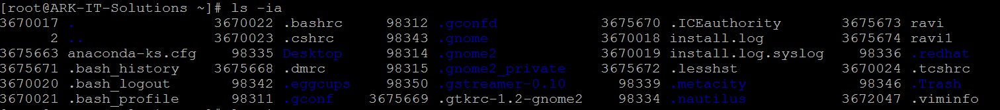 [root@ARK-IT-Solutions ~]# ls -ia
3670017 . 3670022 .bashrc 98312 .gconfd 3675670 .ICEauthority 3675673 ravi
2 .. 3670023 .cshrc 98343 .gnome 3670018 install.log 3675674 ravi1
3675663 anaconda-ks.cfg 98335 Desktop 98314 .gnome2 3670019 install.log.syslog 98336 .redhat
3675671 .bash_history 3675668 .dmrc 98315 .gnome2_private 3675672 .lesshst 3670024 .tcshrc
3670020 .bash_logout 98342 .eggcups 98350 .gstreamer-0.10 98339 .metacity 98346 .Trash
3670021 .bash_profile 98311 .gconf 3675669 .gtkrc-1.2-gnome2 98334 .nautilus 3672047 .viminfo